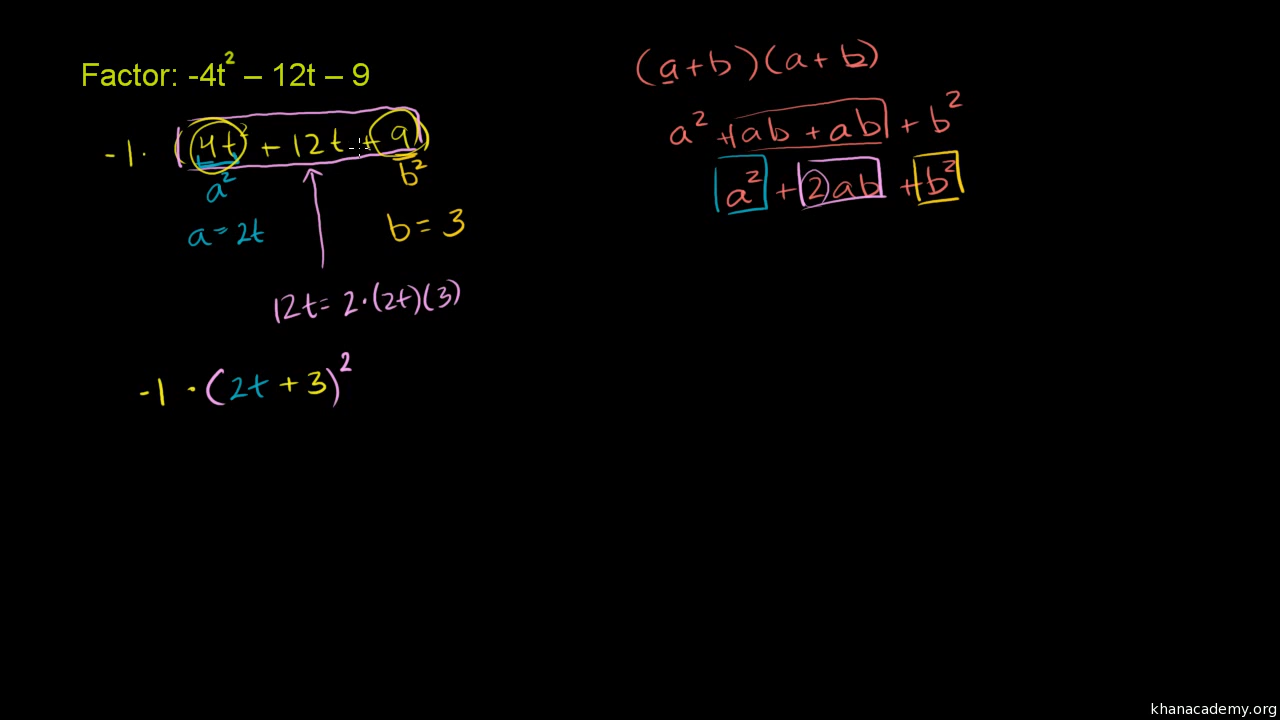 Factor: -4t² – 12t – 9
-1 · (4t² + 12t + 9)
a² b²
a = 2t b = 3
12t = 2·(2t)(3)
-1 · (2t + 3)²
(a+b)(a+b)
a² + ab + ab + b²
a² + 2ab + b²
khanacademy.org